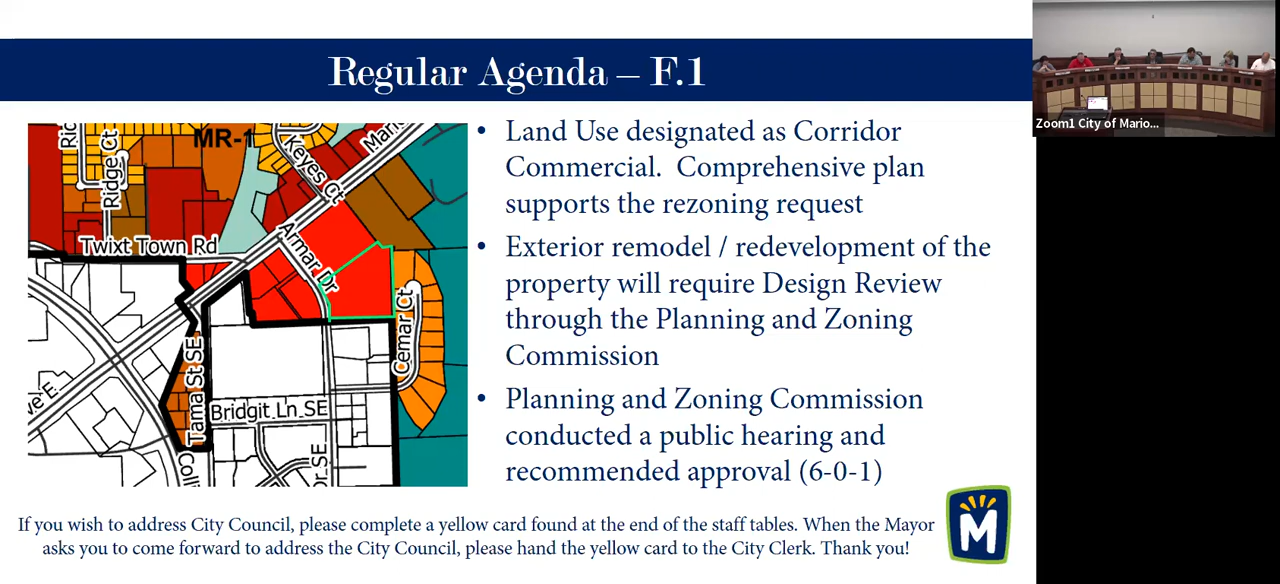 Regular Agenda – F.1
Zoom1 City of Mario...
MR-1
Ridge Ct
Keyes Ct
Twixt Town Rd
Armar Dr
Cemar Ct
Tama St SE
Bridgit Ln SE
• Land Use designated as Corridor
Commercial. Comprehensive plan
supports the rezoning request
• Exterior remodel / redevelopment of the
property will require Design Review
through the Planning and Zoning
Commission
• Planning and Zoning Commission
conducted a public hearing and
recommended approval (6-0-1)
If you wish to address City Council, please complete a yellow card found at the end of the staff tables. When the Mayor
asks you to come forward to address the City Council, please hand the yellow card to the City Clerk. Thank you!
M